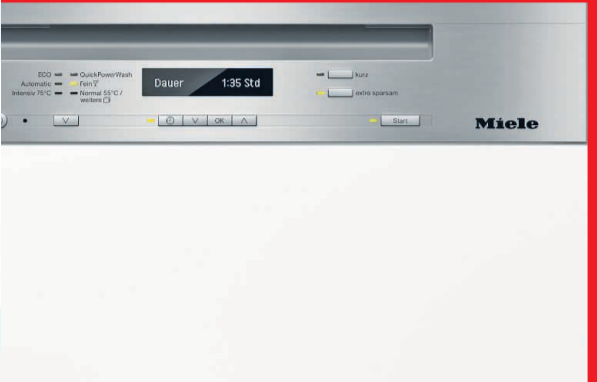 ECO
Automatic
Intensiv 75°C
QuickPowerWash
Fein
Normal 55°C /
weitere
Dauer 1:35 Std
kurz
extra sparsam
OK
Start
Miele